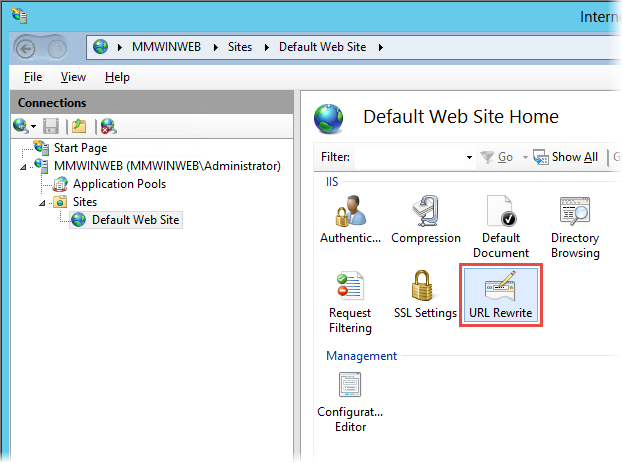 Interne
MMWINWEB Sites Default Web Site
File View Help
Connections
Start Page
MMWINWEB (MMWINWEB\Administrator)
Application Pools
Sites
Default Web Site
Default Web Site Home
Filter: Go Show All G
IIS
Authentic... Compression Default Document Directory Browsing
Request Filtering SSL Settings URL Rewrite
Management
Configurat... Editor